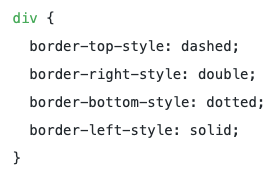 div {
  border-top-style: dashed;
  border-right-style: double;
  border-bottom-style: dotted;
  border-left-style: solid;
}